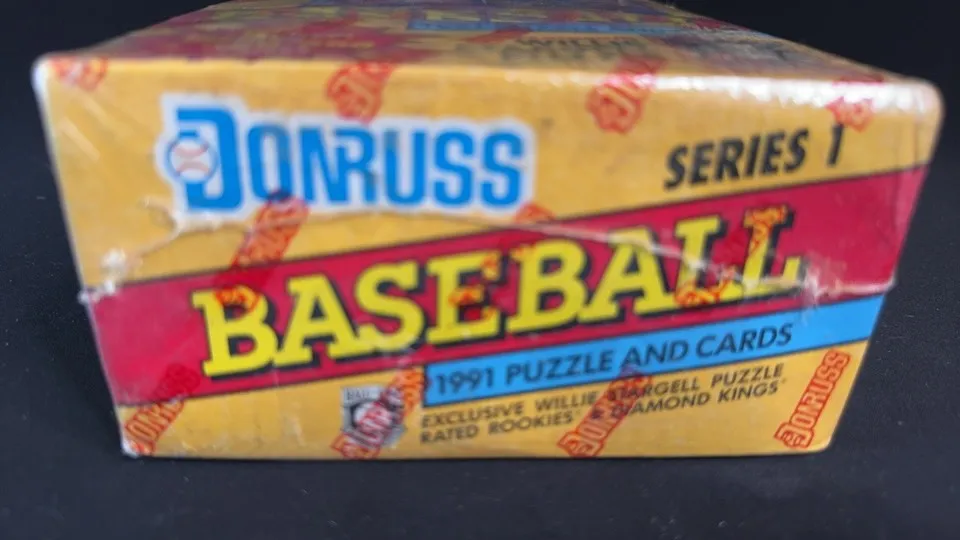 DONRUSS
SERIES 1
BASEBALL
1991 PUZZLE AND CARDS
EXCLUSIVE WILLIE STARGELL PUZZLE
RATED ROOKIES* & DIAMOND KINGS*
DONRUSS